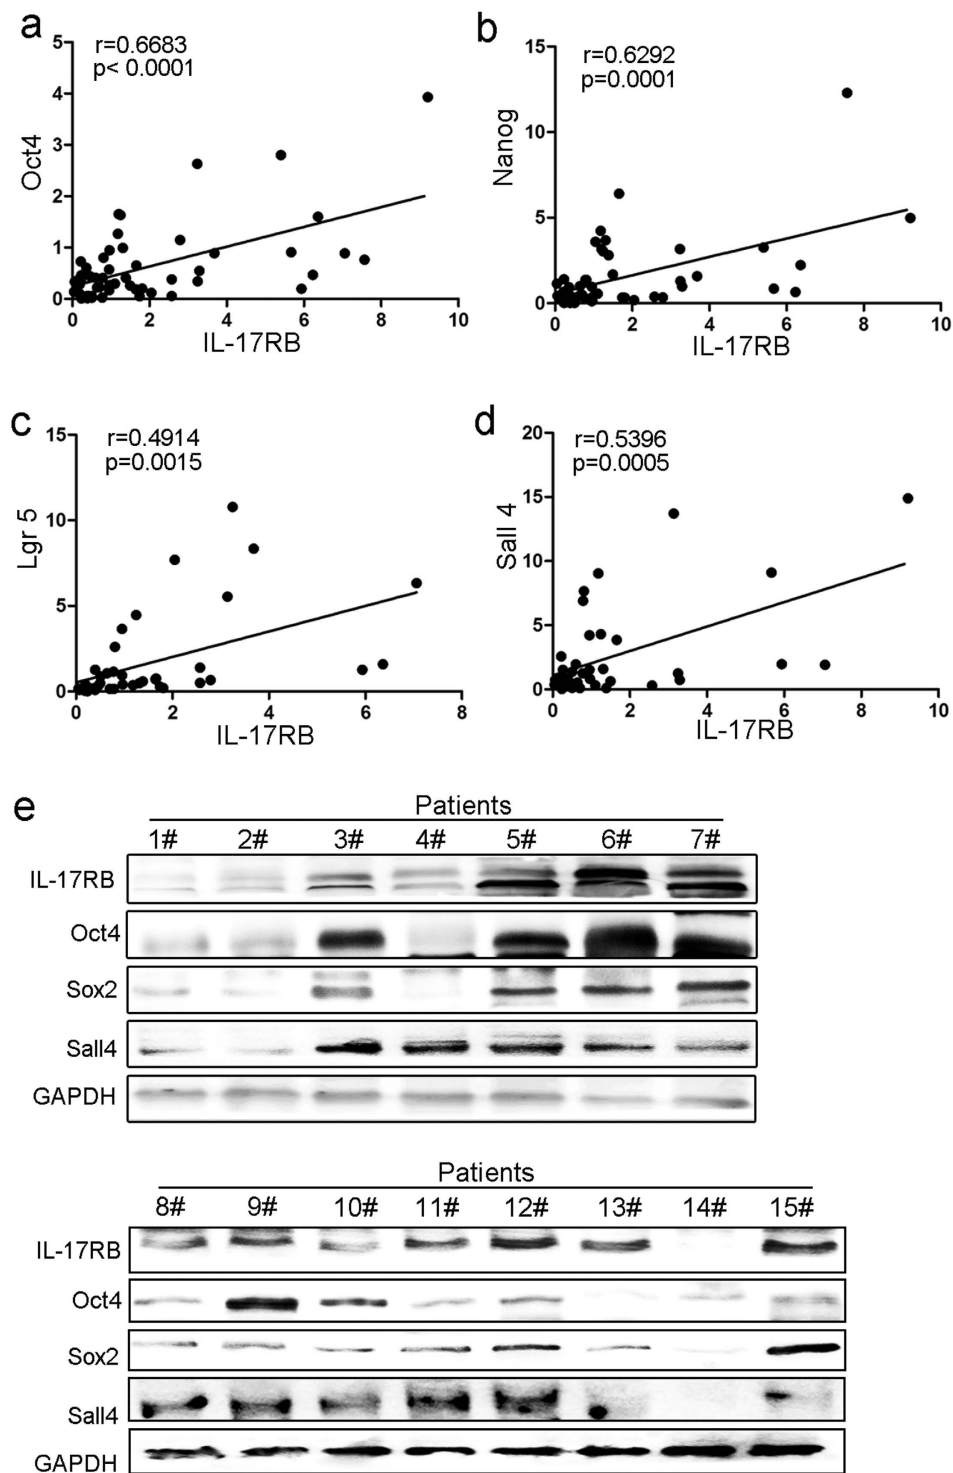 a
r=0.6683
p< 0.0001
5
4
3
2
1
0
Oct4
0 2 4 6 8 10
IL-17RB
b
r=0.6292
p=0.0001
15
10
5
0
Nanog
0 2 4 6 8 10
IL-17RB
c
r=0.4914
p=0.0015
15
10
5
0
Lgr 5
0 2 4 6 8
IL-17RB
d
r=0.5396
p=0.0005
20
15
10
5
0
Sall 4
0 2 4 6 8 10
IL-17RB
e
Patients
1# 2# 3# 4# 5# 6# 7#
IL-17RB
Oct4
Sox2
Sall4
GAPDH
Patients
8# 9# 10# 11# 12# 13# 14# 15#
IL-17RB
Oct4
Sox2
Sall4
GAPDH